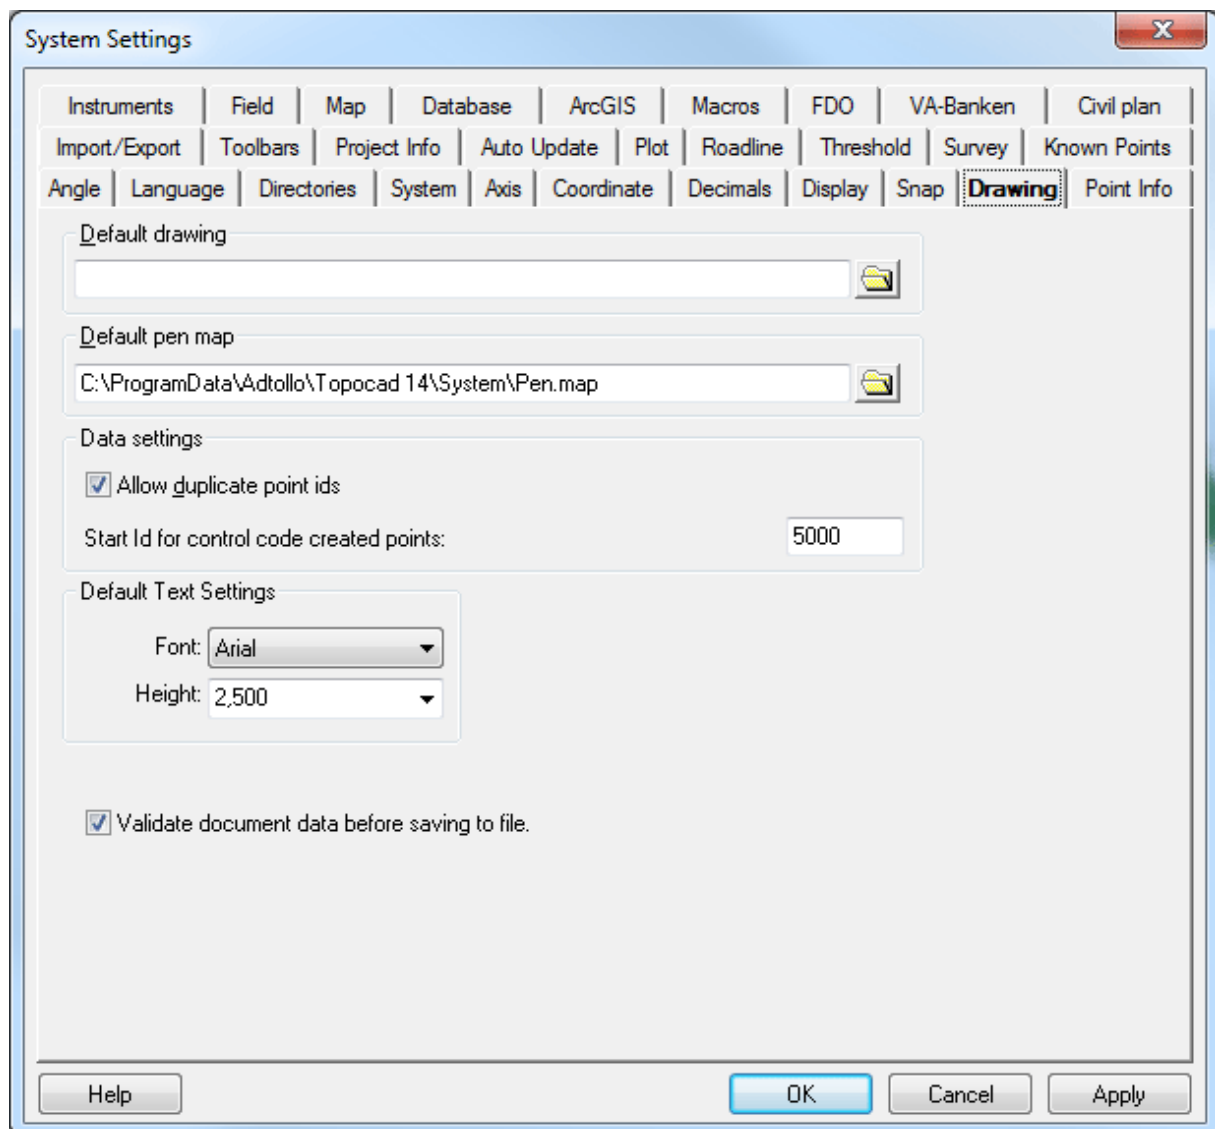 System Settings
Instruments Field Map Database ArcGIS Macros FDO VA-Banken Civil plan
Import/Export Toolbars Project Info Auto Update Plot Roadline Threshold Survey Known Points
Angle Language Directories System Axis Coordinate Decimals Display Snap Drawing Point Info
Default drawing
Default pen map
C:\ProgramData\Adtollo\Topocad 14\System\Pen.map
Data settings
Allow duplicate point ids
Start Id for control code created points: 5000
Default Text Settings
Font: Arial
Height: 2,500
Validate document data before saving to file.
Help OK Cancel Apply